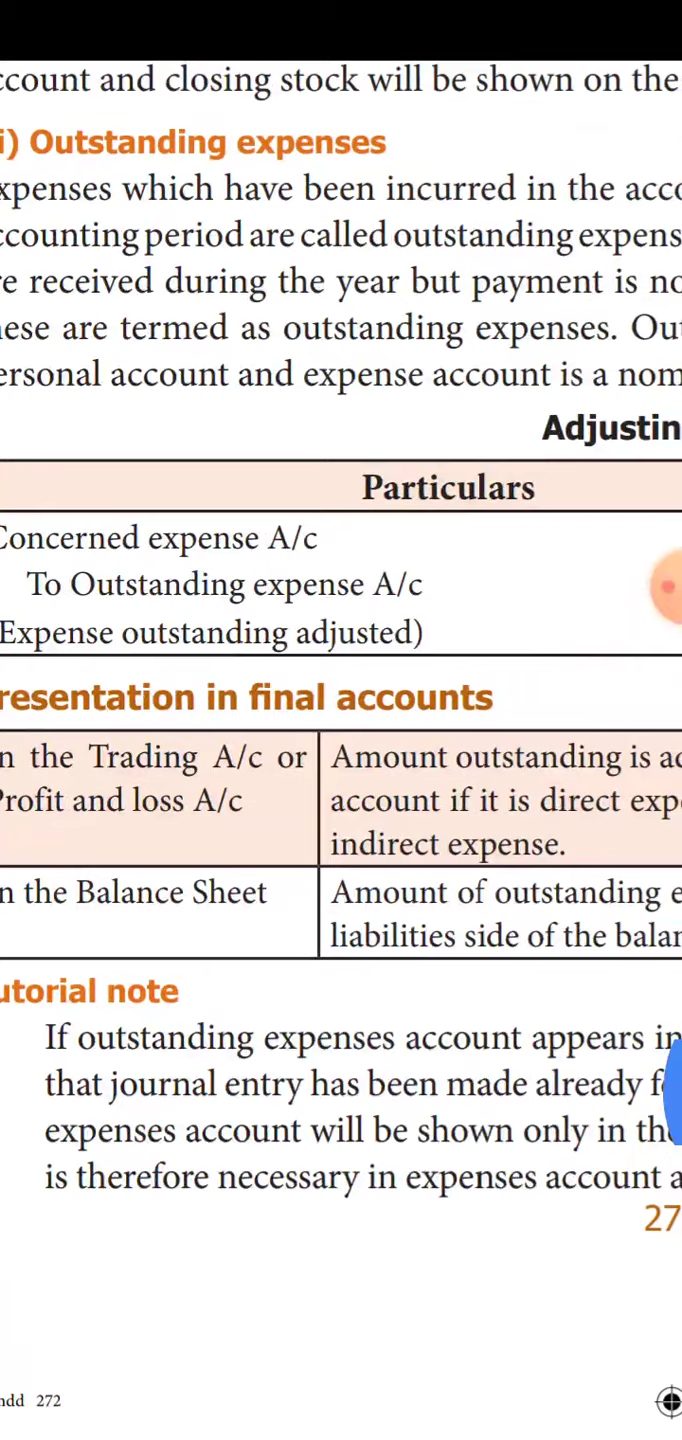 ccount and closing stock will be shown on the
i) Outstanding expenses
xpenses which have been incurred in the acco
ccounting period are called outstanding expens
re received during the year but payment is no
hese are termed as outstanding expenses. Out
ersonal account and expense account is a nom
Adjustin
Particulars
Concerned expense A/c
To Outstanding expense A/c
Expense outstanding adjusted)
resentation in final accounts
n the Trading A/c or
Profit and loss A/c
Amount outstanding is ad
account if it is direct exp
indirect expense.
n the Balance Sheet
Amount of outstanding e
liabilities side of the balan
utorial note
If outstanding expenses account appears in
that journal entry has been made already f
expenses account will be shown only in th
is therefore necessary in expenses account a
27
ndd 272